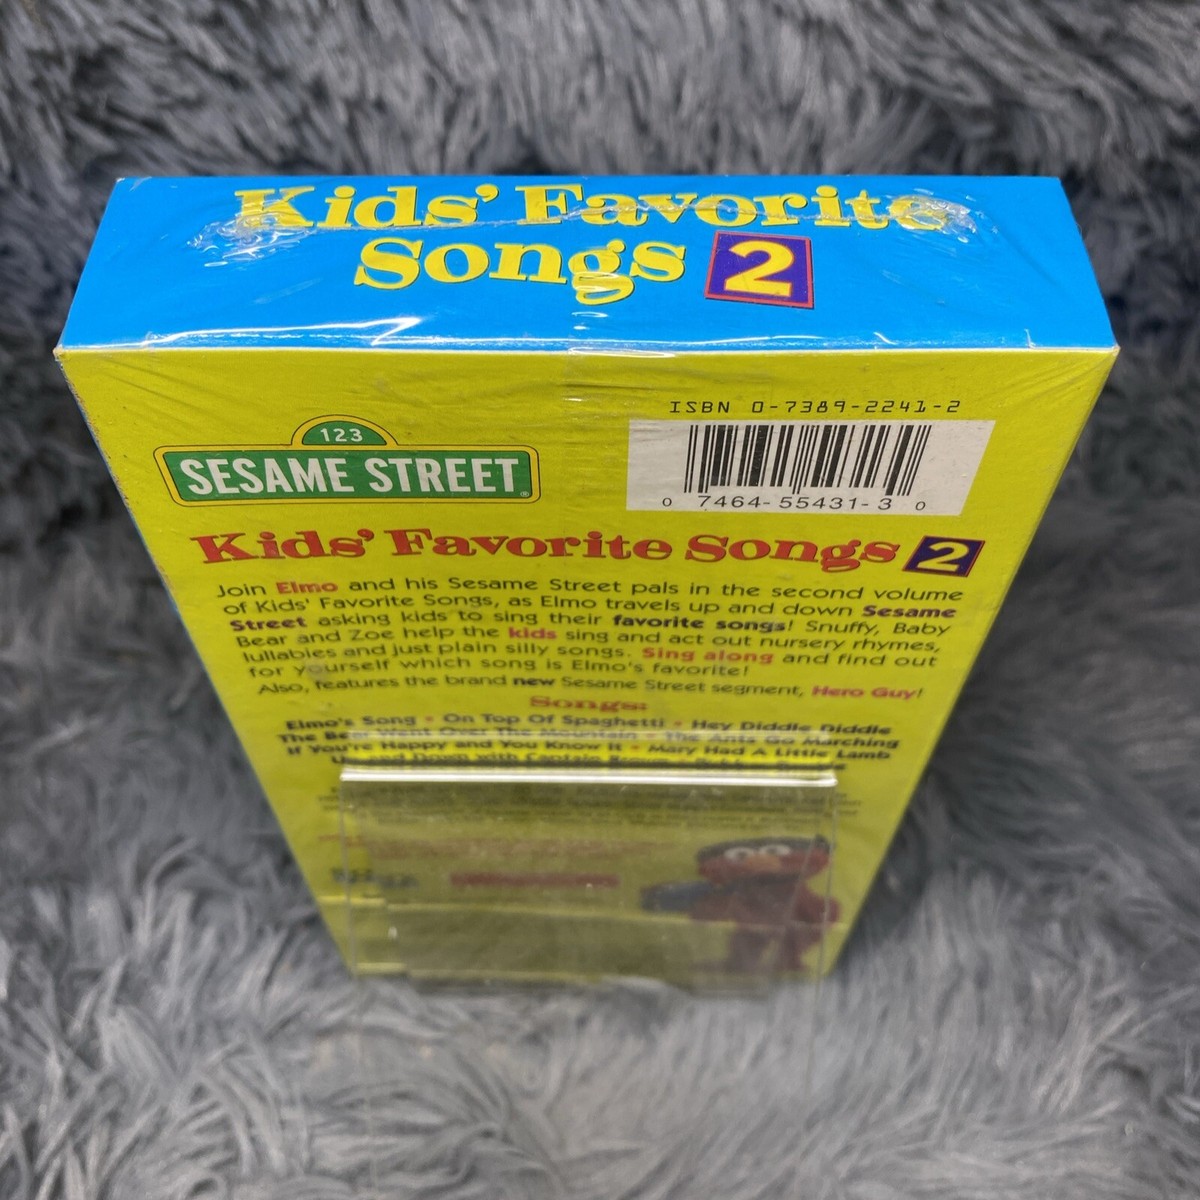 Kids' Favorite
Songs 2
ISBN 0-7389-2241-2
123
SESAME STREET®
0 7464-55431-3 0
Kids' Favorite Songs 2
Join Elmo and his Sesame Street pals in the second volume
of Kids' Favorite Songs, as Elmo travels up and down Sesame
Street asking kids to sing their favorite songs! Snuffy, Baby
Bear and Zoe help the kids sing and act out nursery rhymes,
lullabies and just plain silly songs. Sing along and find out
for yourself which song is Elmo's favorite!
Also, features the brand new Sesame Street segment, Hero Guy!
Songs:
Elmo's Song • On Top Of Spaghetti • Hey Diddle Diddle
The Bear Went Over The Mountain • The Ants Go Marching
If You're Happy and You Know It • Mary Had A Little Lamb
Down with Captain